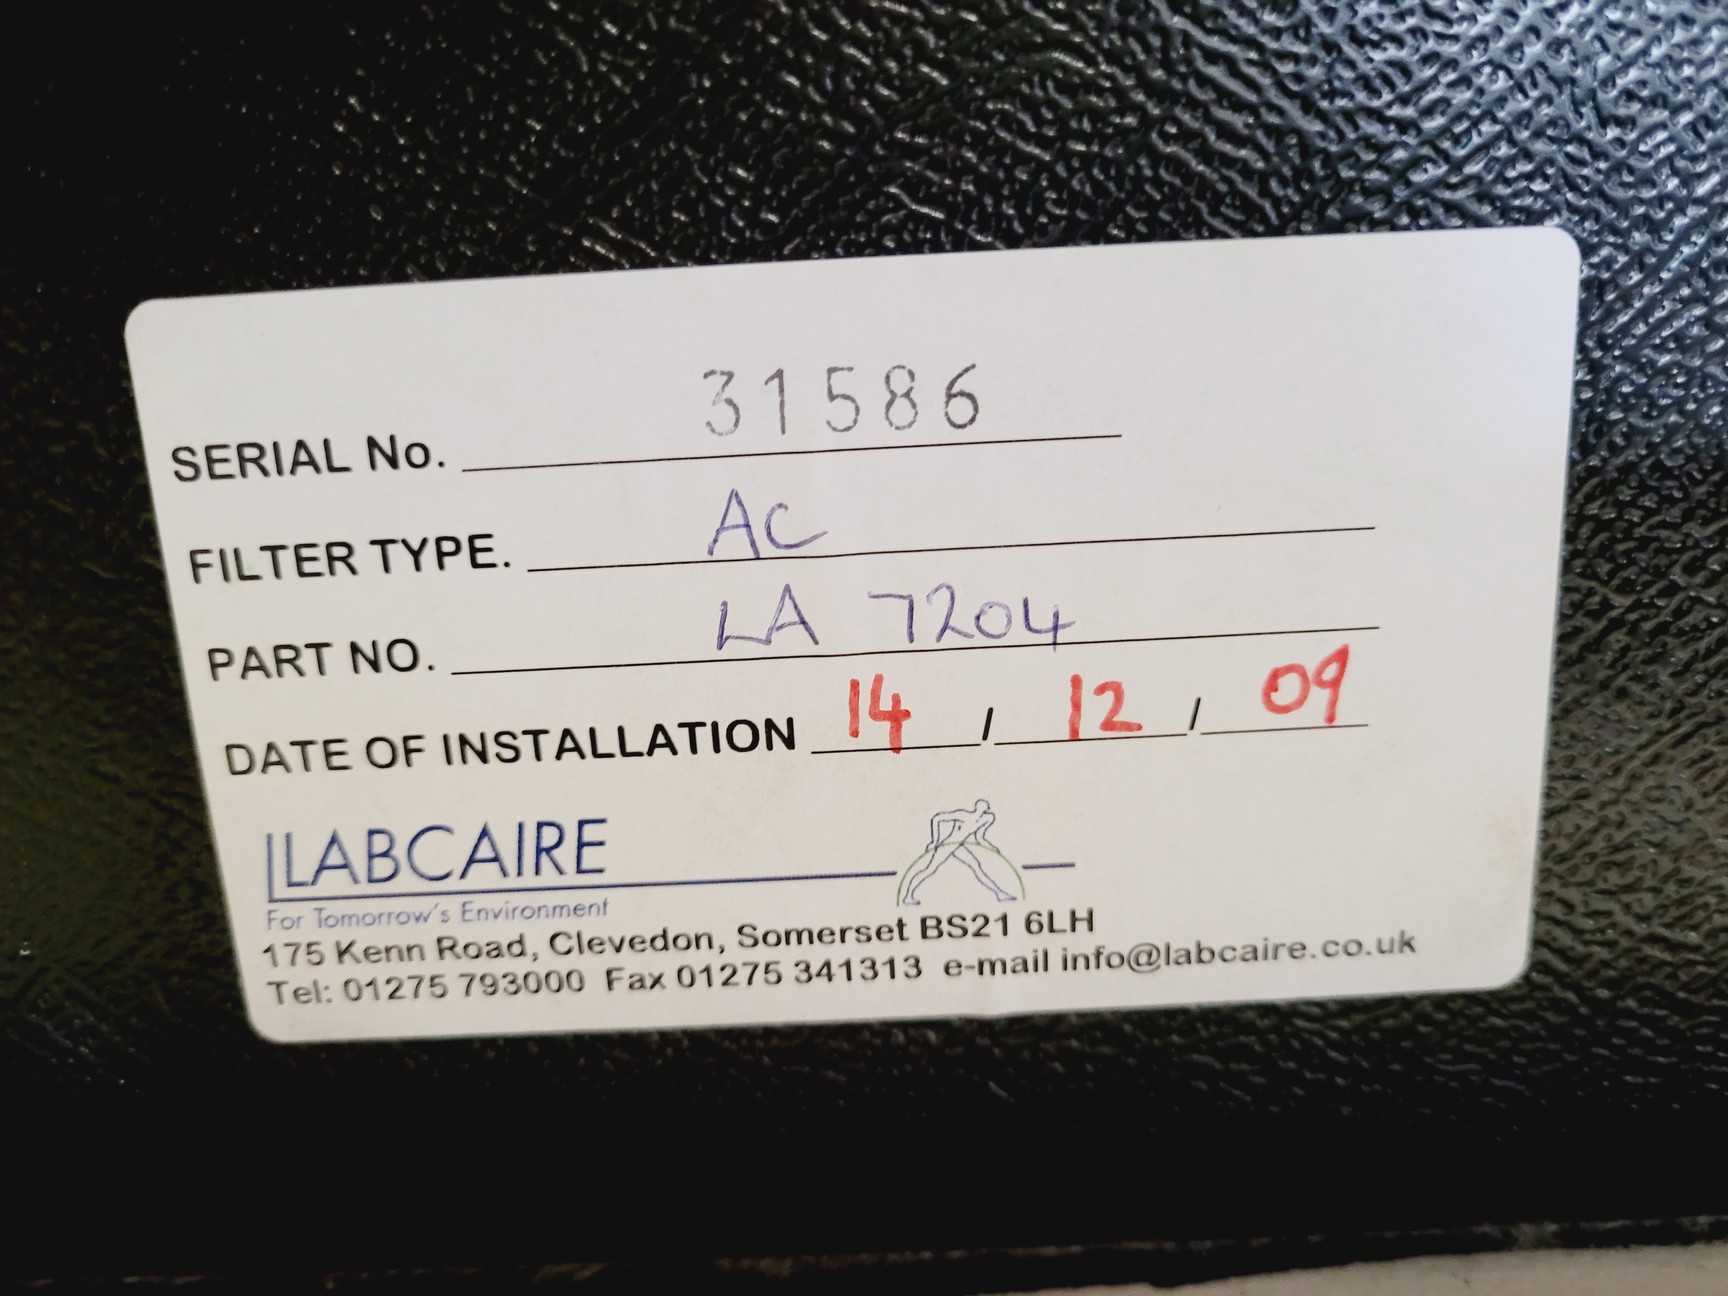 SERIAL No. 31586
FILTER TYPE. AC
PART NO. LA 7204
DATE OF INSTALLATION 14 / 12 / 09
LABCAIRE
For Tomorrow's Environment
175 Kenn Road, Clevedon, Somerset BS21 6LH
Tel: 01275 793000 Fax 01275 341313 e-mail info@labcaire.co.uk